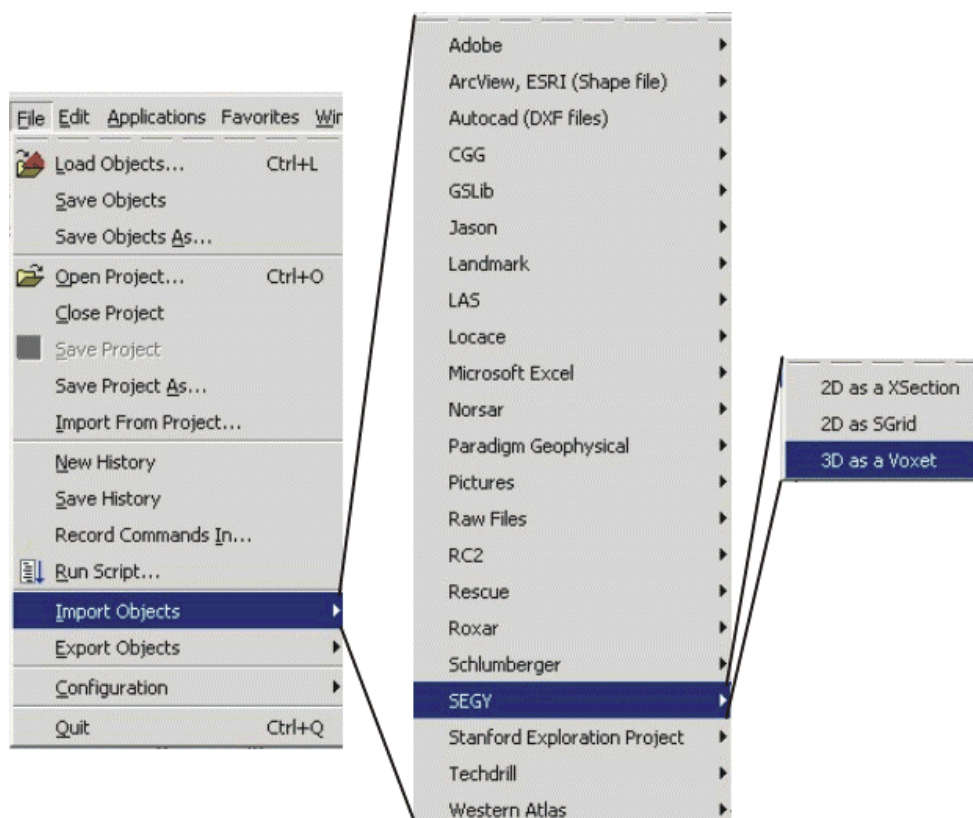 File Edit Applications Favorites Wir
Load Objects... Ctrl+L
Save Objects
Save Objects As...
Open Project... Ctrl+O
Close Project
Save Project
Save Project As...
Import From Project...
New History
Save History
Record Commands In...
Run Script...
Import Objects
Export Objects
Configuration
Quit Ctrl+Q
Adobe
ArcView, ESRI (Shape file)
Autocad (DXF files)
CGG
GSLib
Jason
Landmark
LAS
Locace
Microsoft Excel
Norsar
Paradigm Geophysical
Pictures
Raw Files
RC2
Rescue
Roxar
Schlumberger
SEGY
Stanford Exploration Project
Techdrill
Western Atlas
2D as a XSection
2D as SGrid
3D as a Voxet